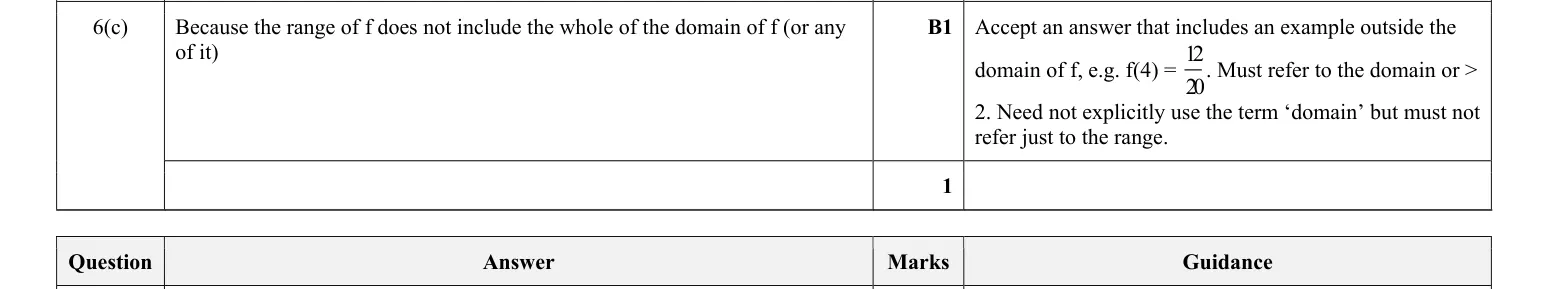 6(c) Because the range of f does not include the whole of the domain of f (or any
of it)
B1 Accept an answer that includes an example outside the
domain of f, e.g. f(4) = 12/20. Must refer to the domain or >
2. Need not explicitly use the term ‘domain’ but must not
refer just to the range.
1
Question Answer Marks Guidance